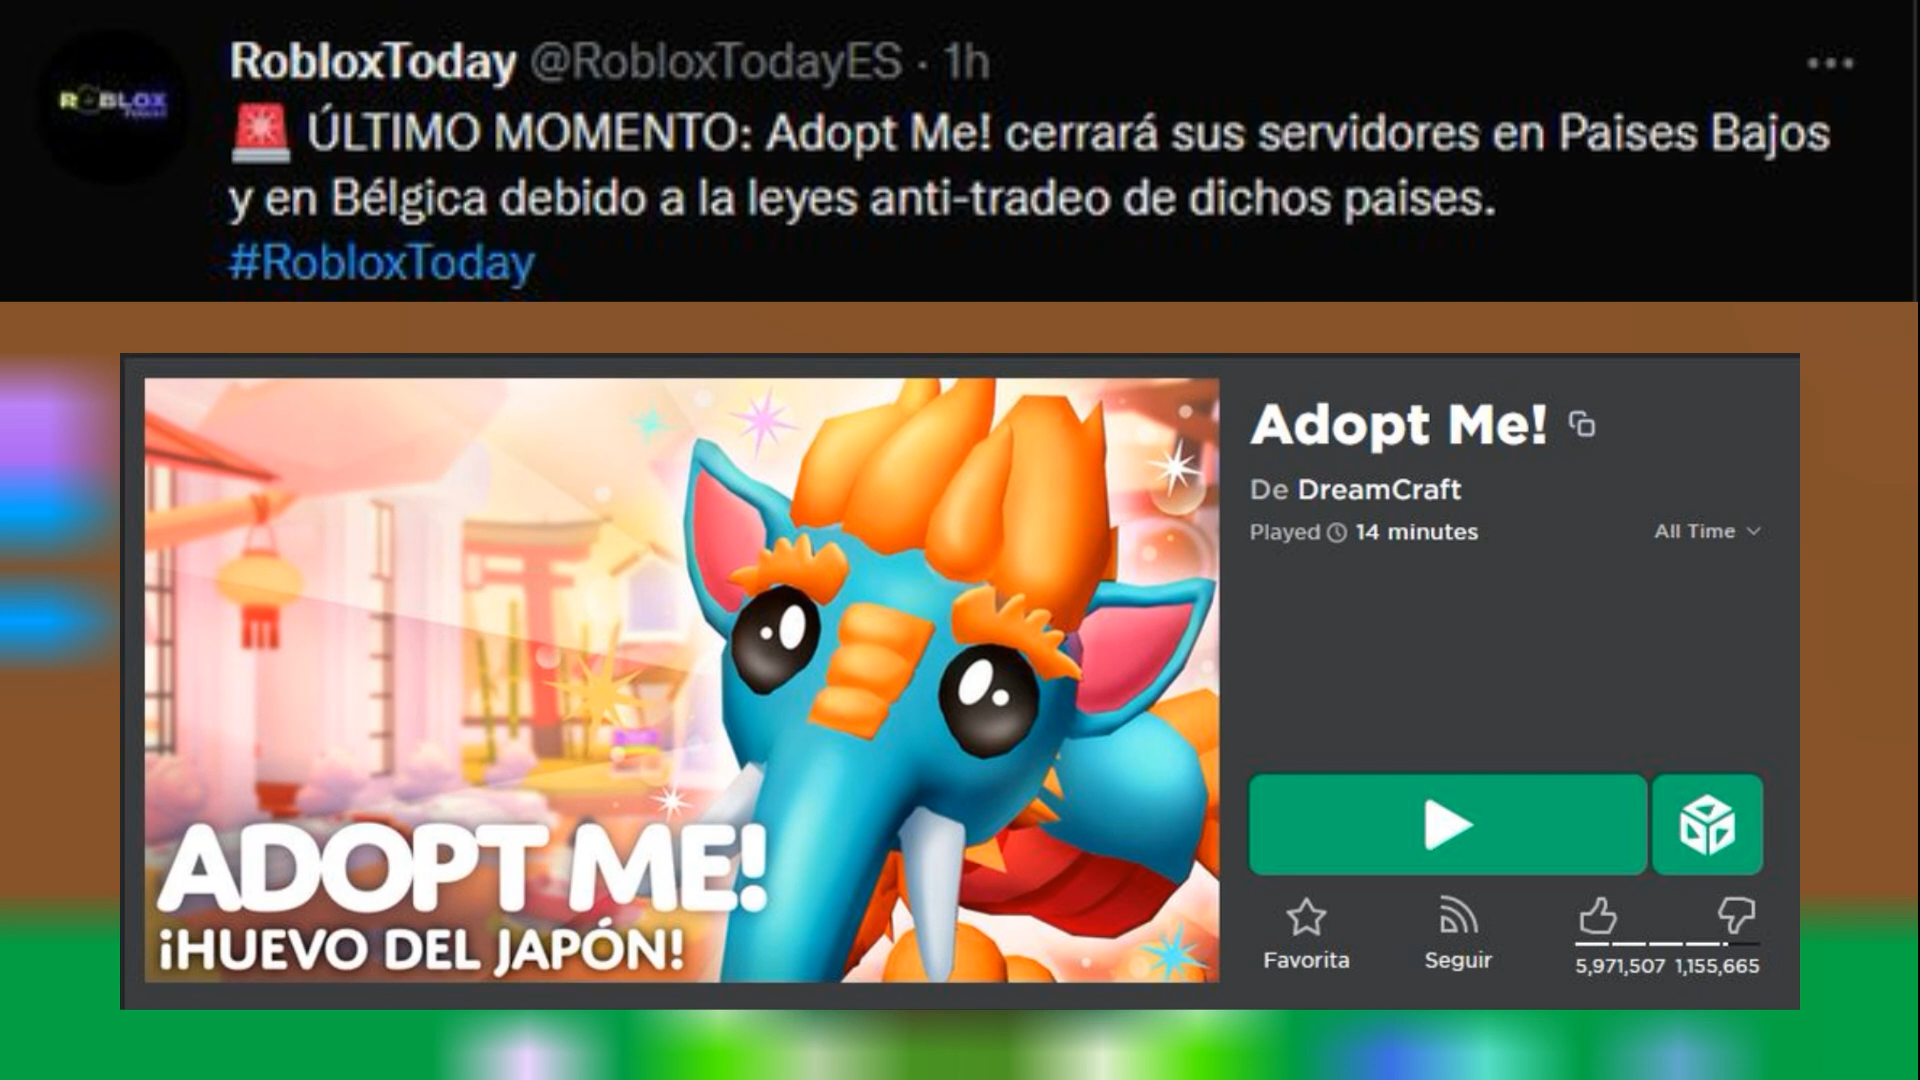 RobloxToday @RobloxTodayES · 1h
🚨 ÚLTIMO MOMENTO: Adopt Me! cerrará sus servidores en Paises Bajos
y en Bélgica debido a la leyes anti-tradeo de dichos paises.
#RobloxToday
ROBLOX
Adopt Me!
De DreamCraft
Played 14 minutes
All Time
ADOPT ME!
¡HUEVO DEL JAPÓN!
Favorita
Seguir
5,971,507 1,155,665